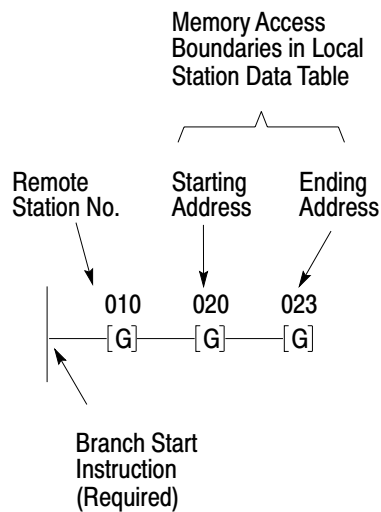 Memory Access
Boundaries in Local
Station Data Table
Remote
Station No.
Starting
Address
Ending
Address
010 020 023
[G] [G] [G]
Branch Start
Instruction
(Required)